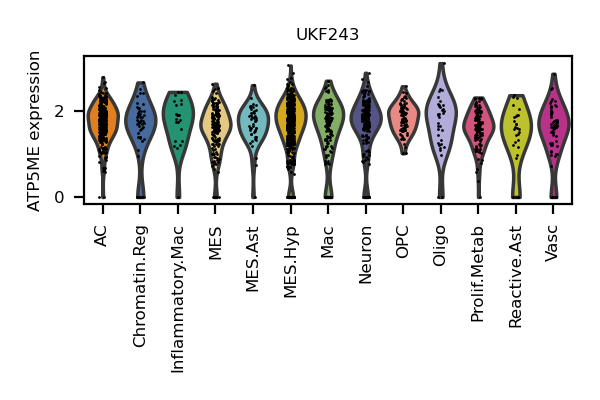 UKF243
ATP5ME expression
2
0
AC
Chromatin.Reg
Inflammatory.Mac
MES
MES.Ast
MES.Hyp
Mac
Neuron
OPC
Oligo
Prolif.Metab
Reactive.Ast
Vasc